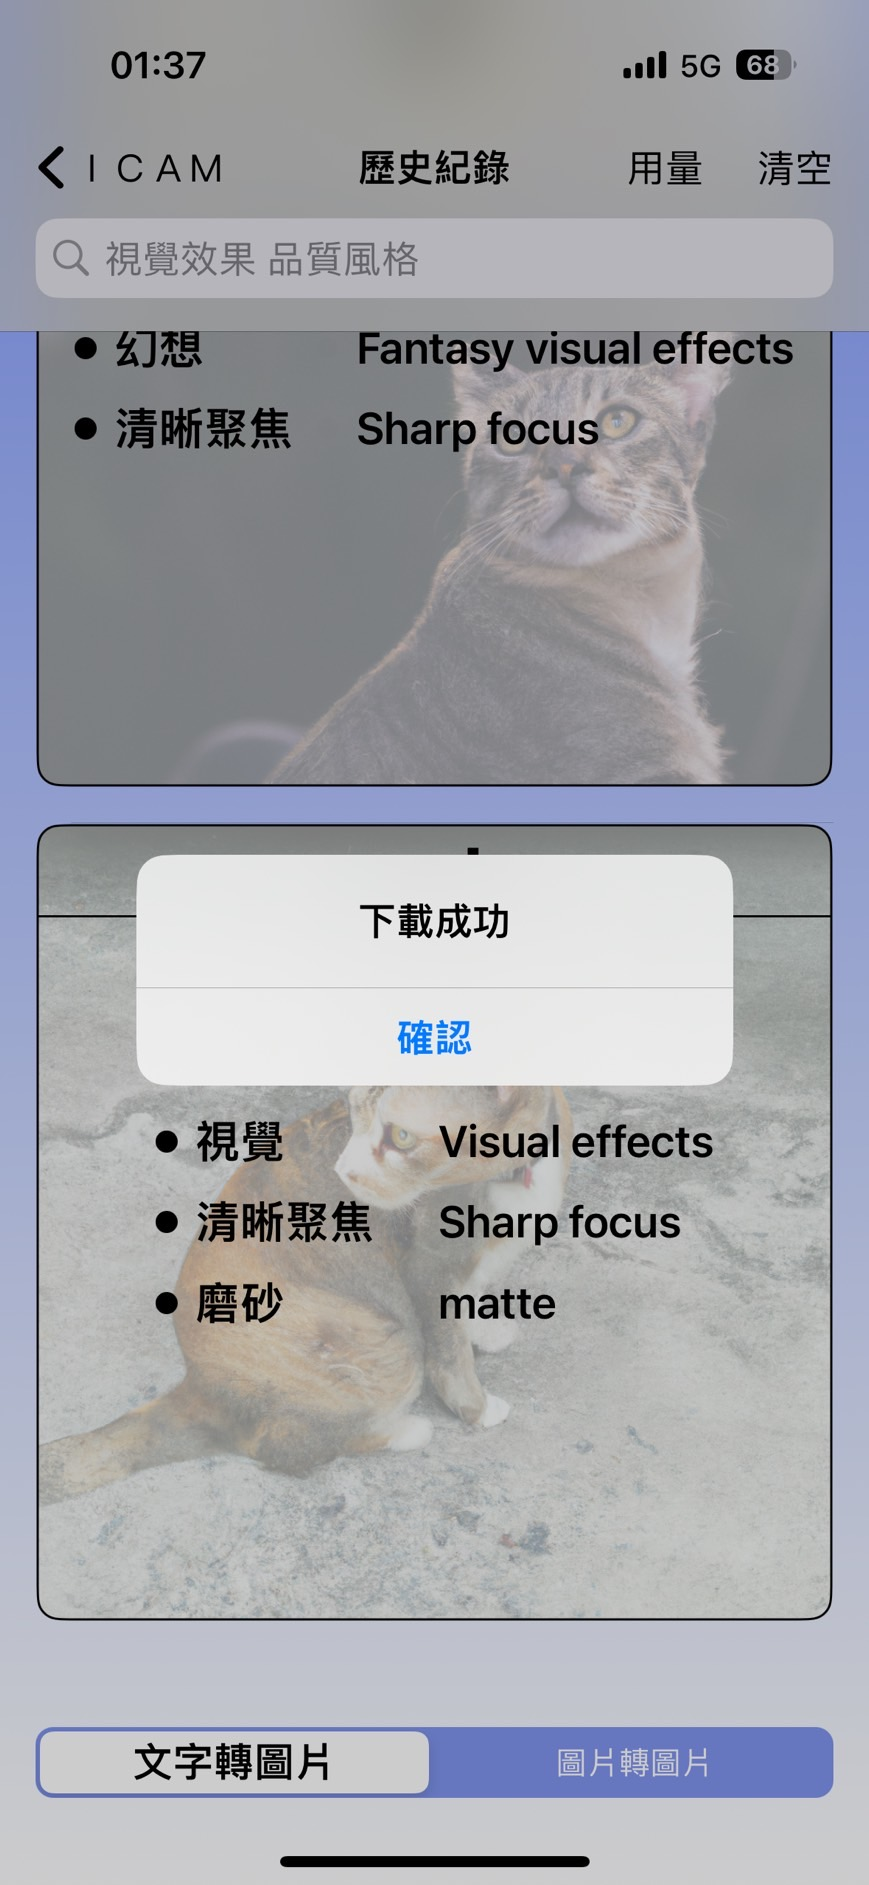 01:37 5G 68
I CAM 歷史紀錄 用量 清空
視覺效果 品質風格
• 幻想 Fantasy visual effects
• 清晰聚焦 Sharp focus
下載成功
確認
• 視覺 Visual effects
• 清晰聚焦 Sharp focus
• 磨砂 matte
文字轉圖片 圖片轉圖片